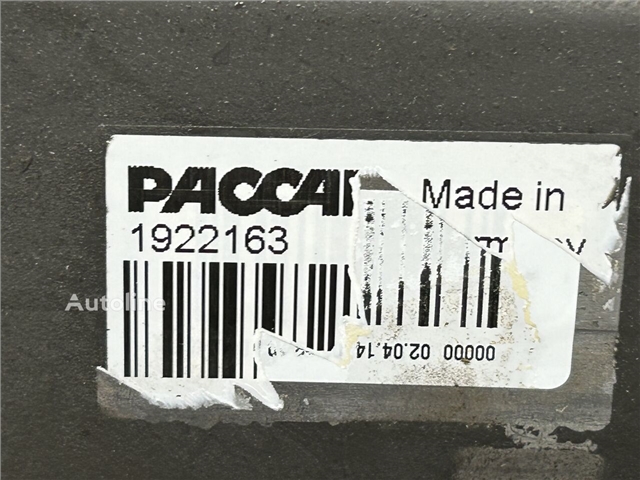 PACCAR
Made in
1922163
00000 02.04.14
Autoline